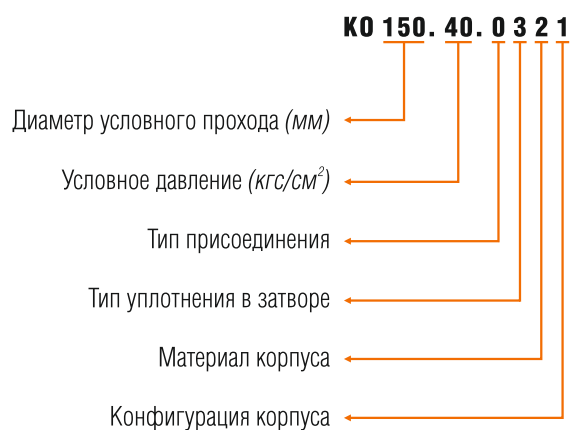 КО 150. 40. 0 3 2 1
Диаметр условного прохода (мм)
Условное давление (кгс/см²)
Тип присоединения
Тип уплотнения в затворе
Материал корпуса
Конфигурация корпуса